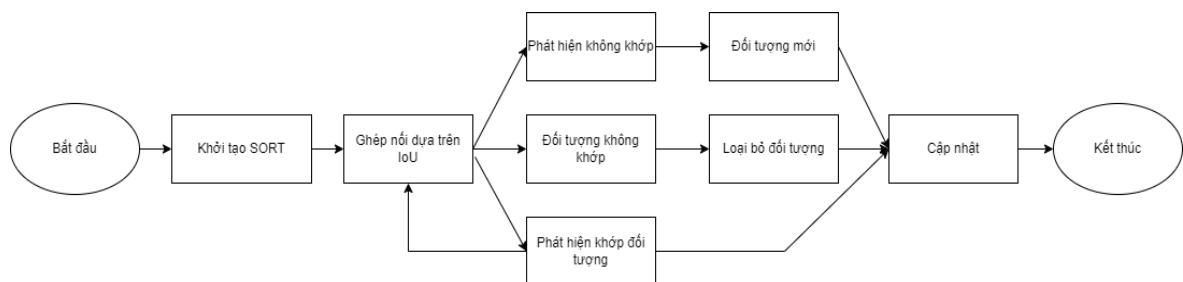 Bắt đầu
Khởi tạo SORT
Ghép nối dựa trên
IoU
Phát hiện không khớp
Đối tượng mới
Đối tượng không
khớp
Loại bỏ đối tượng
Phát hiện khớp đối
tượng
Cập nhật
Kết thúc